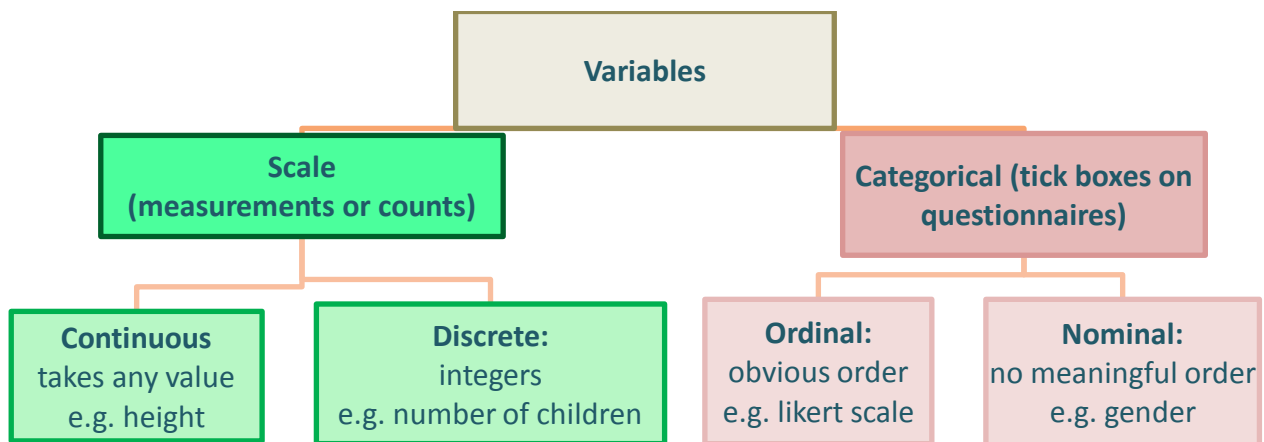 Variables
Scale
(measurements or counts)
Categorical (tick boxes on
questionnaires)
Continuous
takes any value
e.g. height
Discrete:
integers
e.g. number of children
Ordinal:
obvious order
e.g. likert scale
Nominal:
no meaningful order
e.g. gender